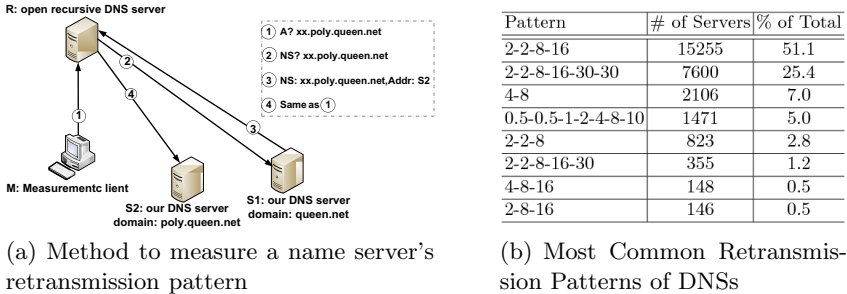 R: open recursive DNS server
1 A? xx.poly.queen.net
2 NS? xx.poly.queen.net
3 NS: xx.poly.queen.net,Addr: S2
4 Same as 1
2
4
1
3
M: Measurementc lient
S2: our DNS server
domain: poly.queen.net
S1: our DNS server
domain: queen.net
(a) Method to measure a name server's
retransmission pattern
Pattern # of Servers % of Total
2-2-8-16 15255 51.1
2-2-8-16-30-30 7600 25.4
4-8 2106 7.0
0.5-0.5-1-2-4-8-10 1471 5.0
2-2-8 823 2.8
2-2-8-16-30 355 1.2
4-8-16 148 0.5
2-8-16 146 0.5
(b) Most Common Retransmis-
sion Patterns of DNSs